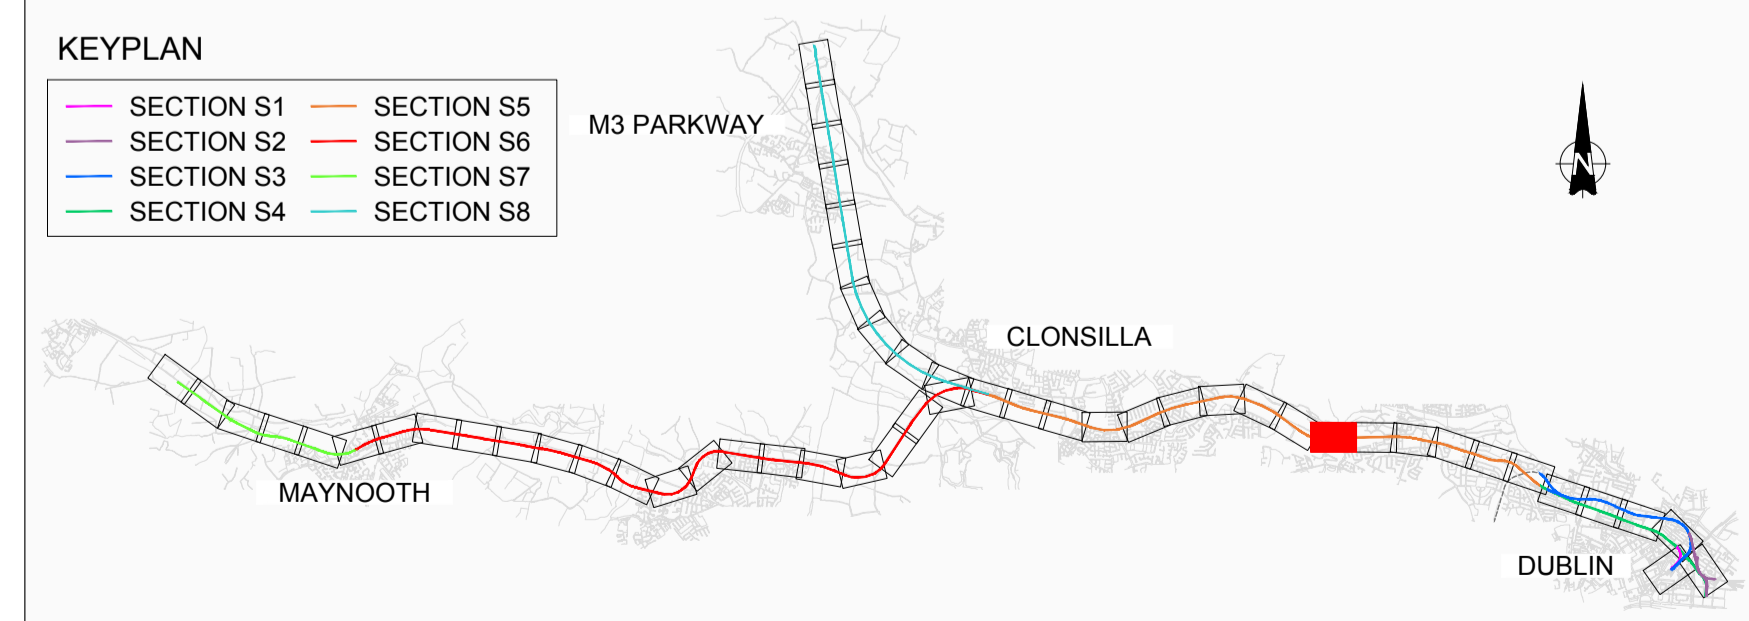 KEYPLAN
SECTION S1
SECTION S2
SECTION S3
SECTION S4
SECTION S5
SECTION S6
SECTION S7
SECTION S8
M3 PARKWAY
N
CLONSILLA
MAYNOOTH
DUBLIN